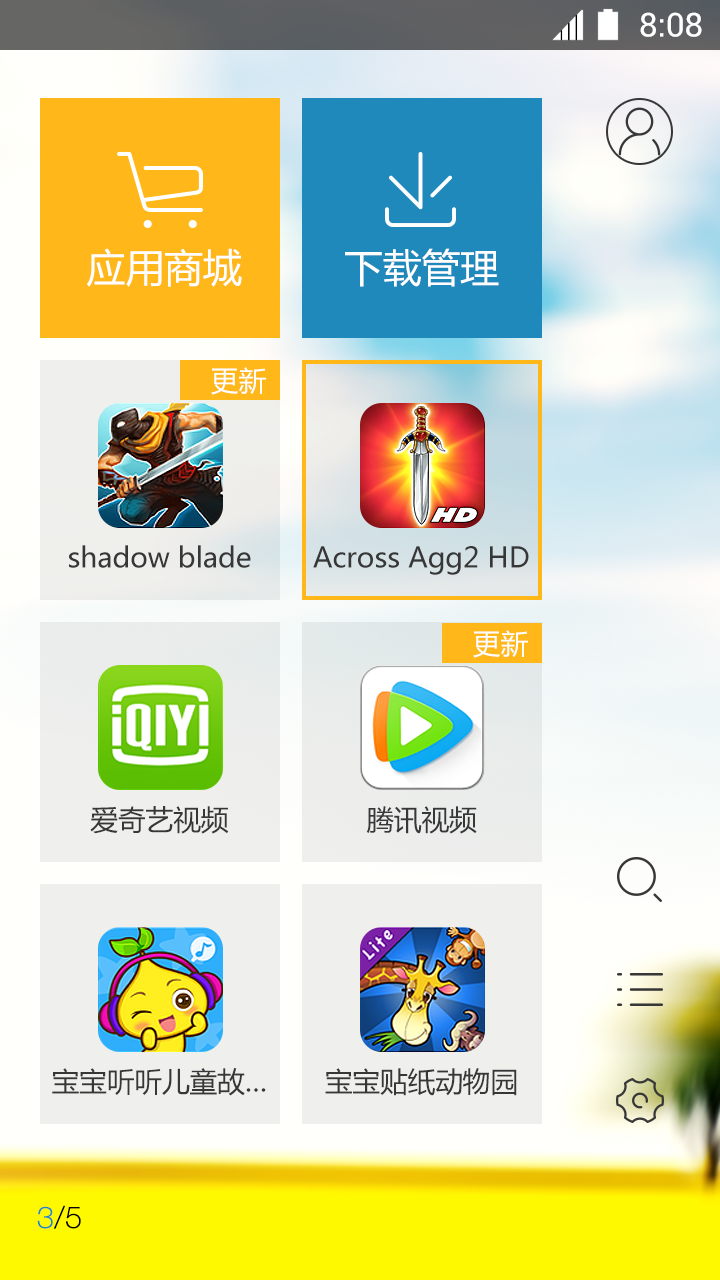 8:08
应用商城
下载管理
更新
shadow blade
HD
Across Agg2 HD
iQIYI
爱奇艺视频
更新
腾讯视频
宝宝听听儿童故...
Lite
宝宝贴纸动物园
3/5